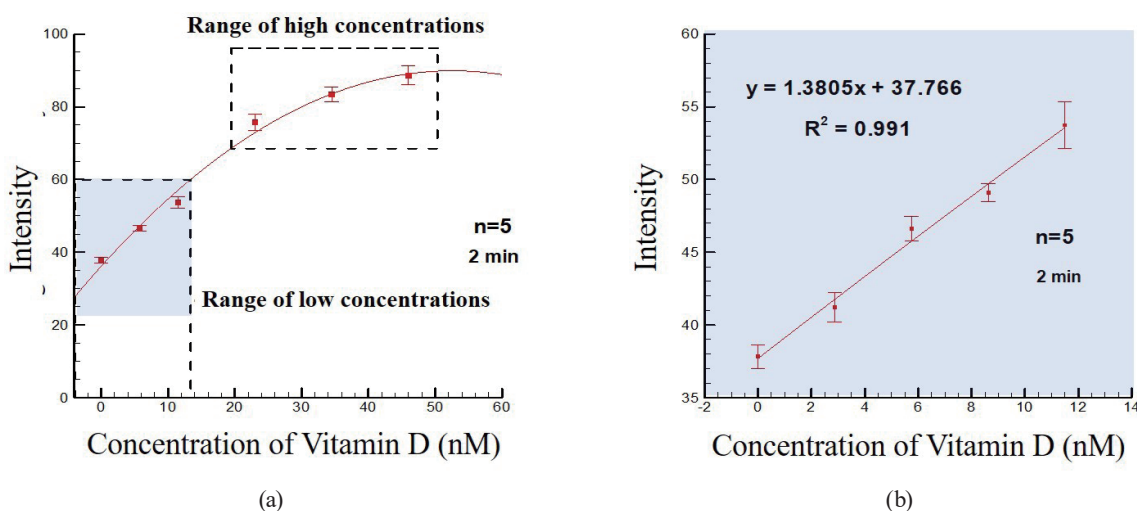 Range of high concentrations
100
80
60
40
20
0
Intensity
n=5
2 min
Range of low concentrations
0 10 20 30 40 50 60
Concentration of Vitamin D (nM)
(a)
60
55
50
45
40
35
Intensity
y = 1.3805x + 37.766
R² = 0.991
n=5
2 min
-2 0 2 4 6 8 10 12 14
Concentration of Vitamin D (nM)
(b)